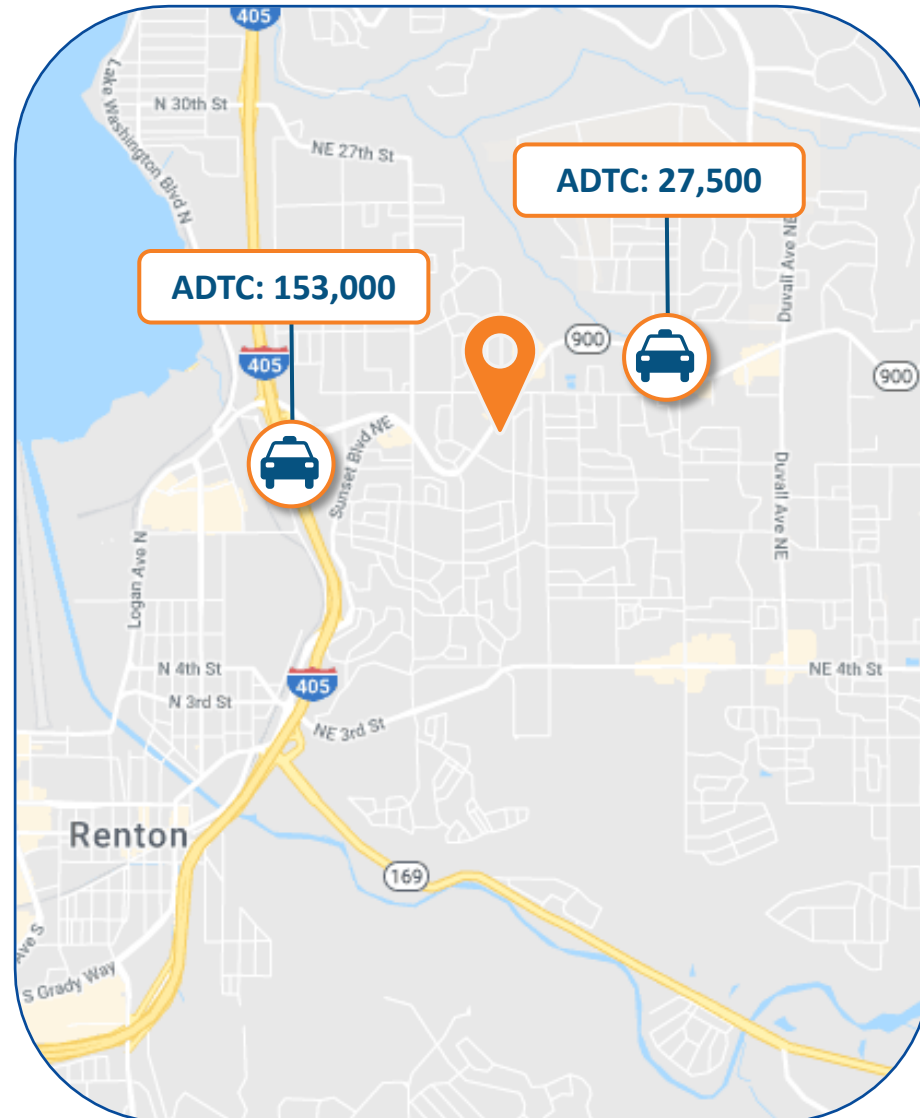 405
N 30th St
Lake Washington Blvd N
NE 27th St
ADTC: 27,500
Duvall Ave NE
ADTC: 153,000
900
405
900
Sunset Blvd NE
Duvall Ave NE
Logan Ave N
N 4th St
NE 4th St
405
N 3rd St
NE 3rd St
Renton
169
Ave S
S Grady Way